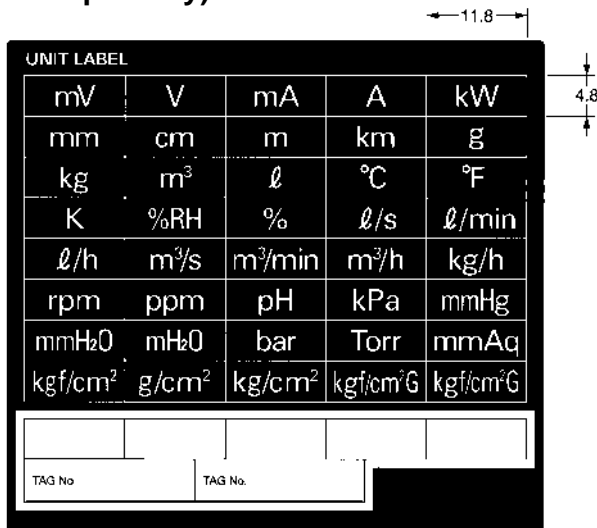 11.8
UNIT LABEL
4.8
mV V mA A kW
mm cm m km g
kg m³ ℓ ℃ ℉
K %RH % ℓ/s ℓ/min
ℓ/h m³/s m³/min m³/h kg/h
rpm ppm pH kPa mmHg
mmH₂O mH₂O bar Torr mmAq
kgf/cm² g/cm² kg/cm² kgf/cm²G kgf/cm²G
TAG No TAG No.